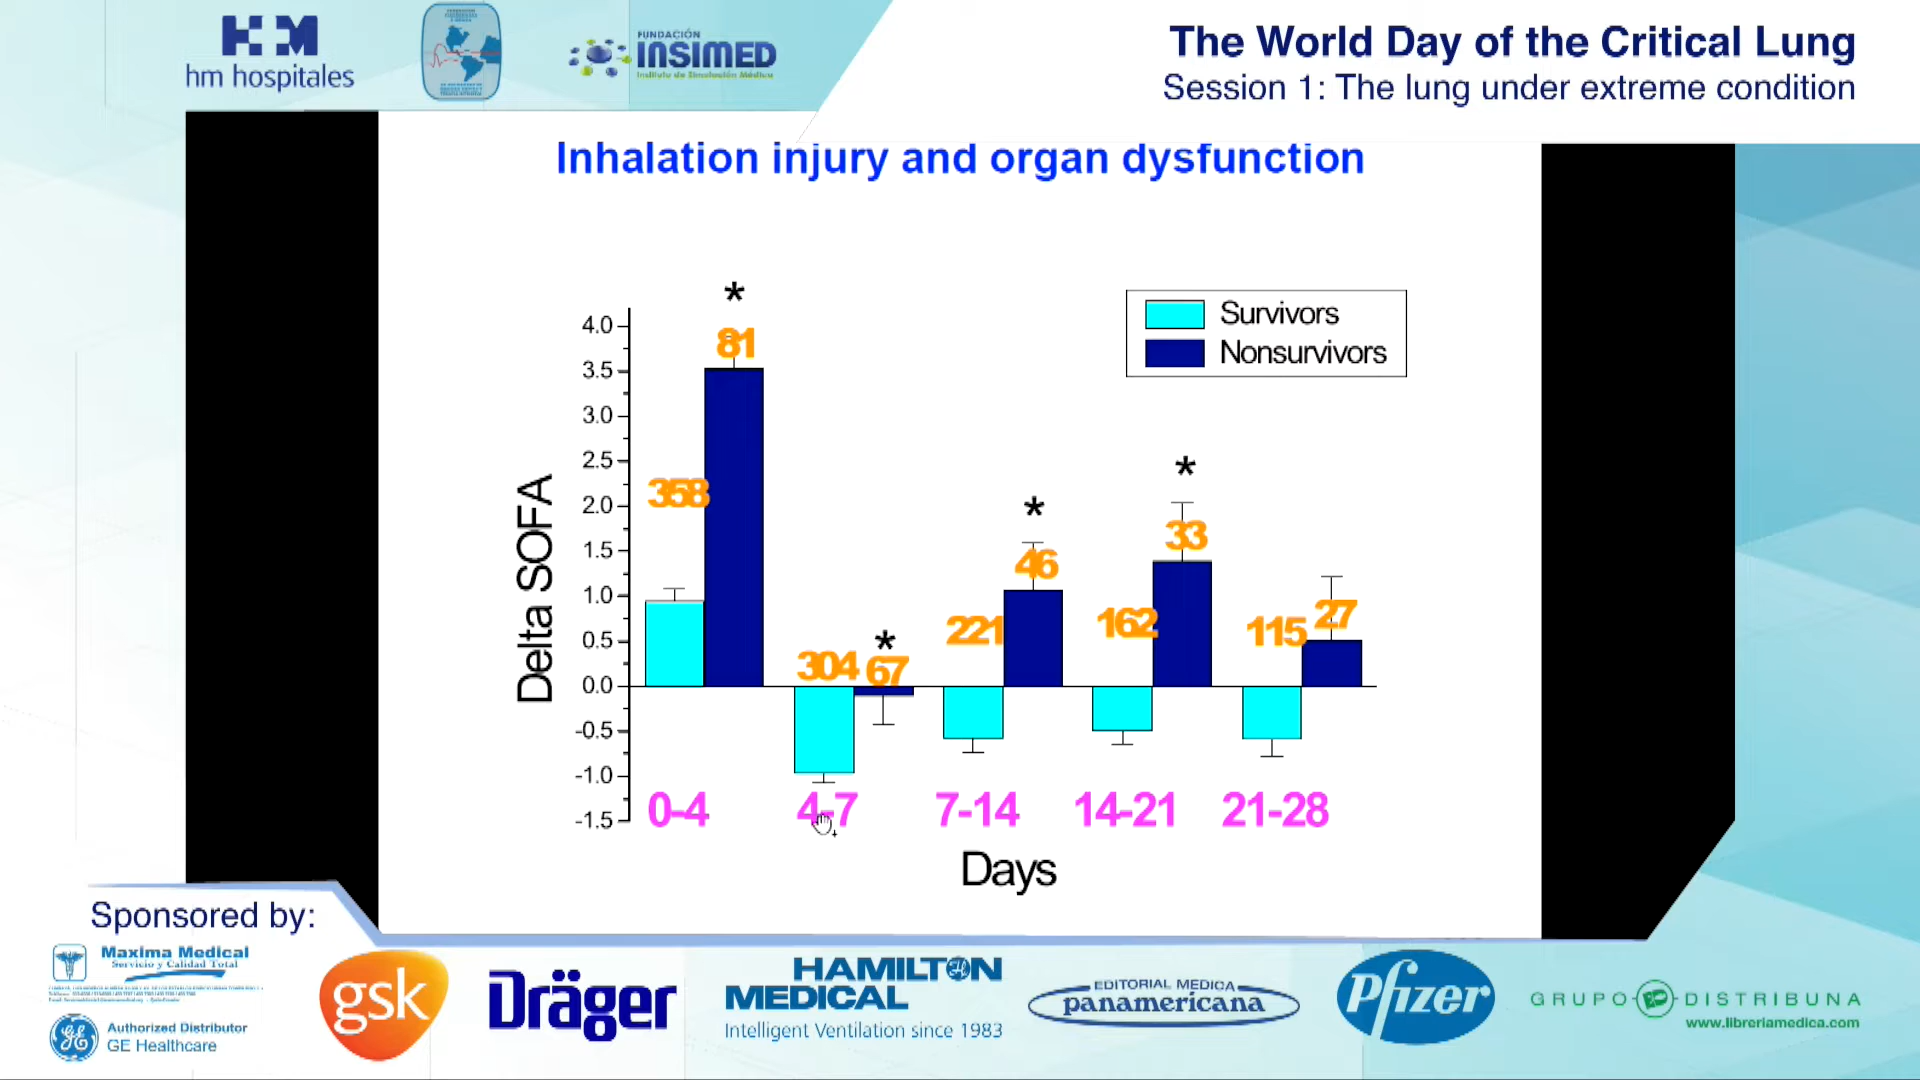 hm hospitales
FUNDACIÓN
INSIMED
Instituto de Simulación Médica
The World Day of the Critical Lung
Session 1: The lung under extreme condition
Inhalation injury and organ dysfunction
Survivors
Nonsurvivors
Delta SOFA
4.0
3.5
3.0
2.5
2.0
1.5
1.0
0.5
0.0
-0.5
-1.0
-1.5
* * * *
358 81 304 67 221 46 162 33 115 27
0-4 4-7 7-14 14-21 21-28
Days
Sponsored by:
Maxima Medical
Servicio y Calidad Total
GE
Authorized Distributor
GE Healthcare
gsk
Dräger
HAMILTON
MEDICAL
Intelligent Ventilation since 1983
EDITORIAL MEDICA
panamericana
Pfizer
GRUPO DISTRIBUNA
www.libreriamedica.com